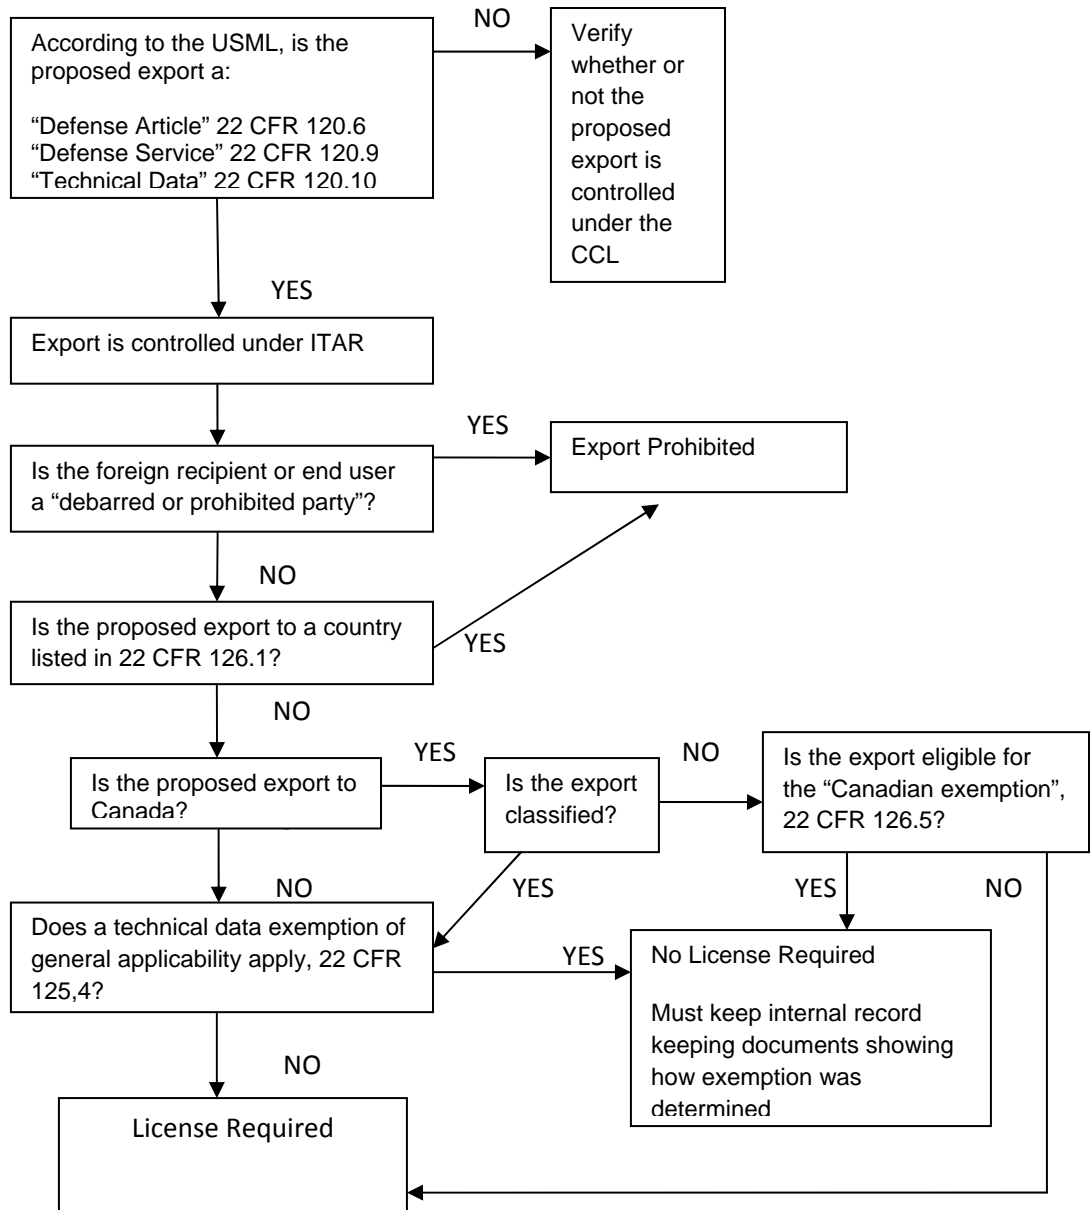 According to the USML, is the
proposed export a:
“Defense Article” 22 CFR 120.6
“Defense Service” 22 CFR 120.9
“Technical Data” 22 CFR 120.10
NO
Verify
whether or
not the
proposed
export is
controlled
under the
CCL
YES
Export is controlled under ITAR
Is the foreign recipient or end user
a “debarred or prohibited party”?
YES
Export Prohibited
NO
Is the proposed export to a country
listed in 22 CFR 126.1?
YES
NO
Is the proposed export to
Canada?
YES
Is the export
classified?
NO
Is the export eligible for
the “Canadian exemption”,
22 CFR 126.5?
NO
YES
YES
NO
Does a technical data exemption of
general applicability apply, 22 CFR
125,4?
YES
No License Required
Must keep internal record
keeping documents showing
how exemption was
determined
NO
License Required